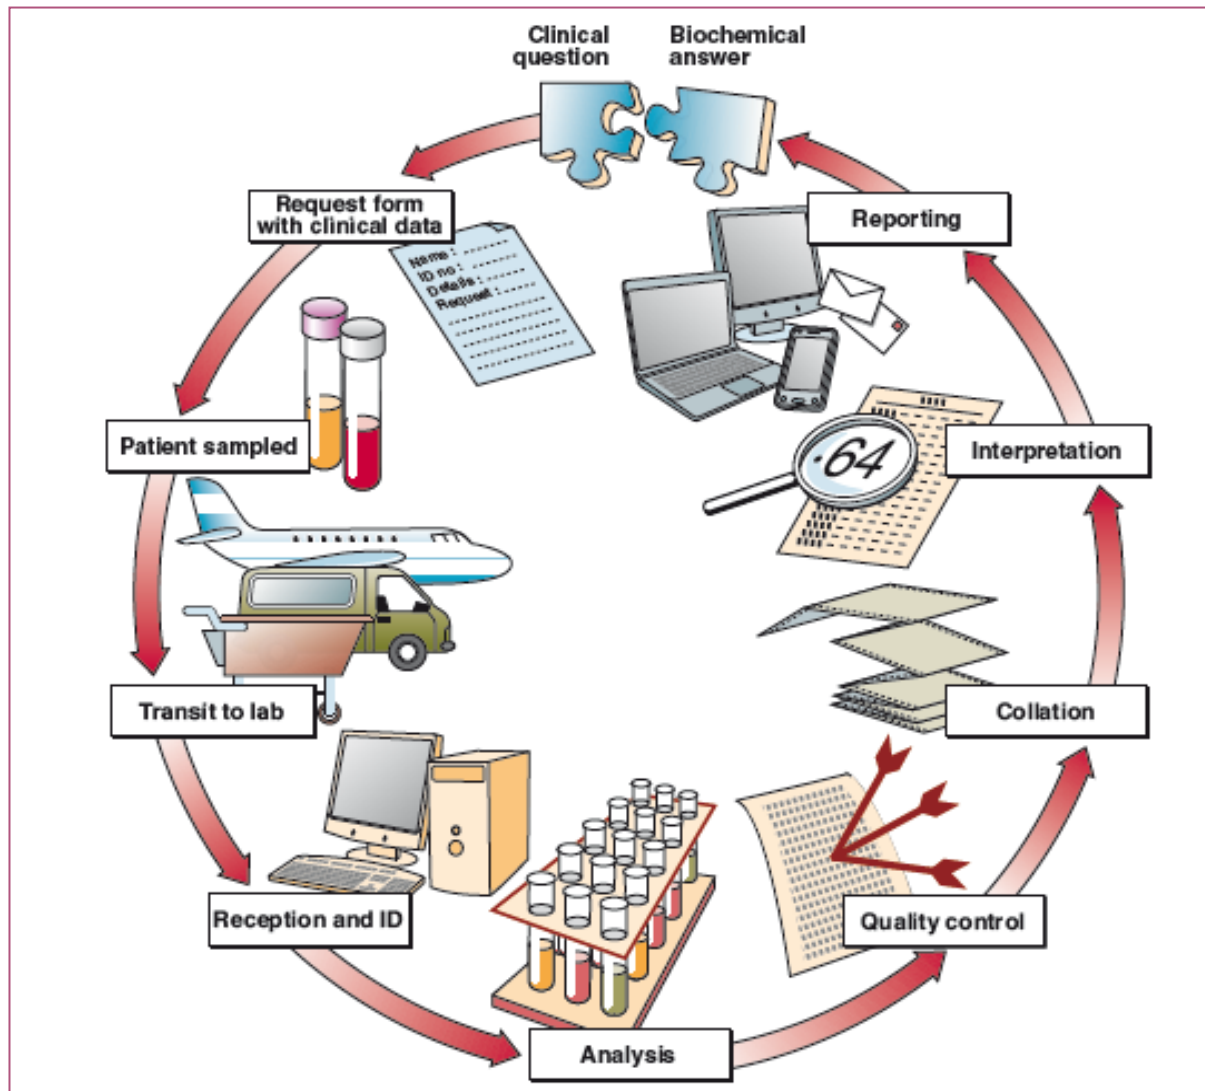 Clinical
question
Biochemical
answer
Request form
with clinical data
Name :
ID no :
Details :
Request :
Patient sampled
Transit to lab
Reception and ID
Analysis
Quality control
Collation
Interpretation
64
Reporting